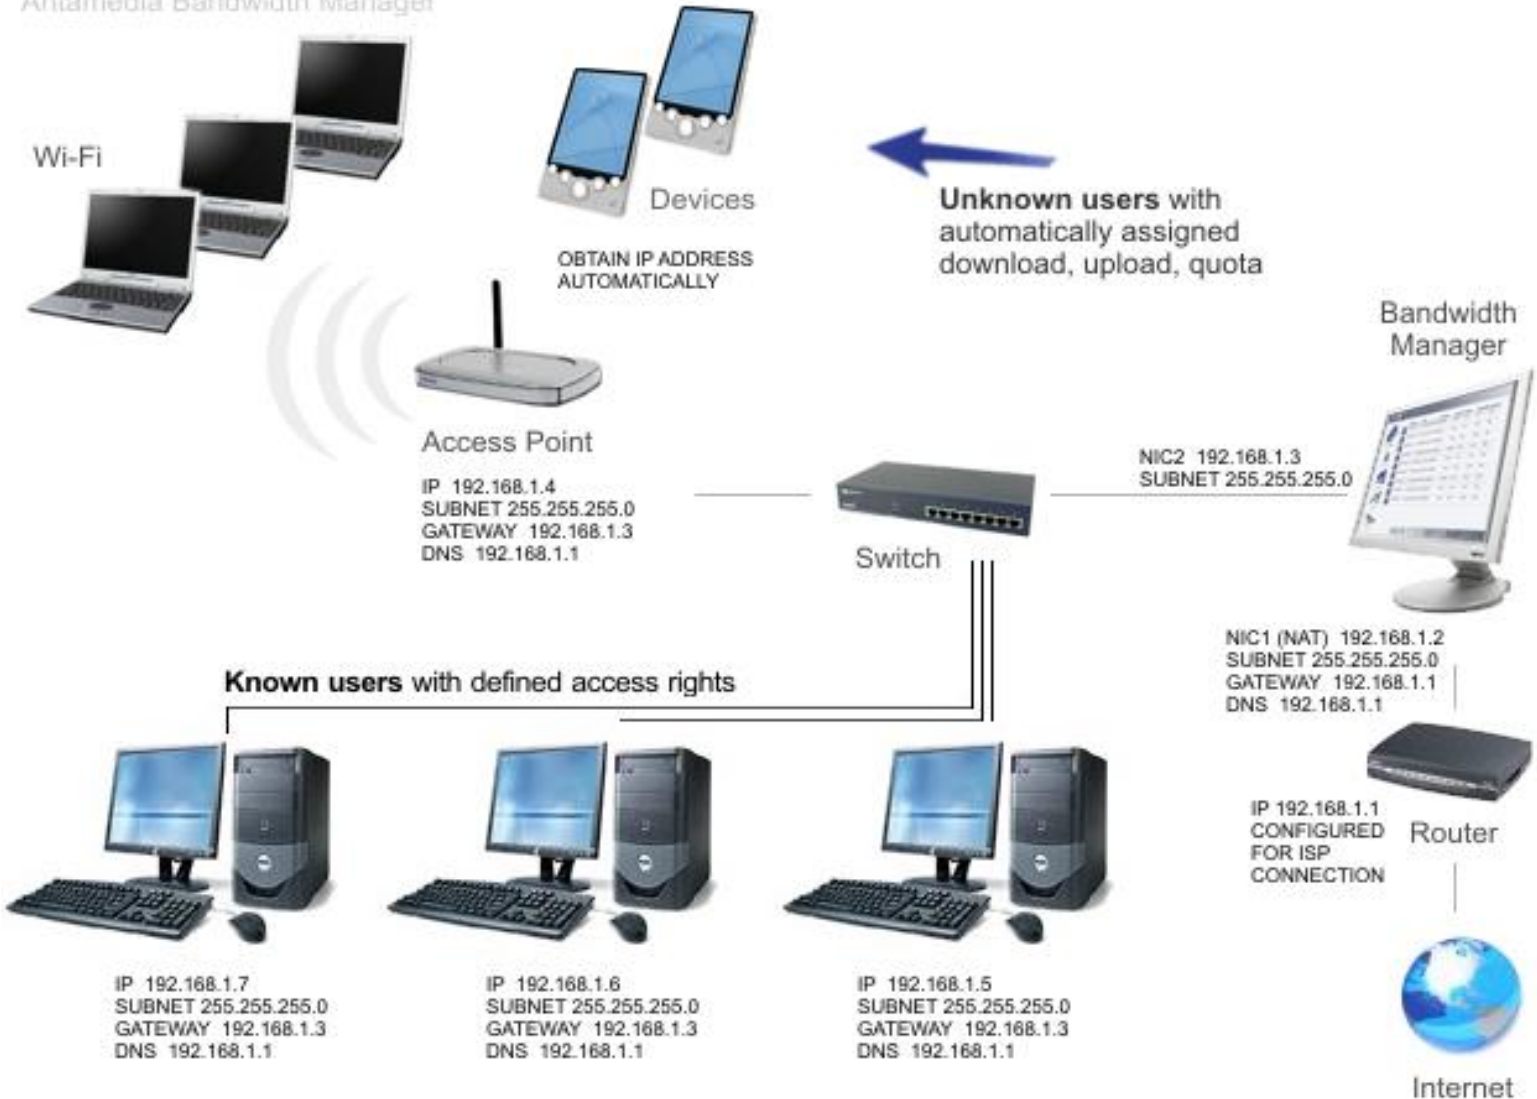 Antamedia Bandwidth Manager
Wi-Fi
Devices
OBTAIN IP ADDRESS
AUTOMATICALLY
Unknown users with
automatically assigned
download, upload, quota
Bandwidth
Manager
Access Point
IP 192.168.1.4
SUBNET 255.255.255.0
GATEWAY 192.168.1.3
DNS 192.168.1.1
Switch
NIC2 192.168.1.3
SUBNET 255.255.255.0
NIC1 (NAT) 192.168.1.2
SUBNET 255.255.255.0
GATEWAY 192.168.1.1
DNS 192.168.1.1
Known users with defined access rights
IP 192.168.1.1
CONFIGURED
FOR ISP
CONNECTION
Router
IP 192.168.1.7
SUBNET 255.255.255.0
GATEWAY 192.168.1.3
DNS 192.168.1.1
IP 192.168.1.6
SUBNET 255.255.255.0
GATEWAY 192.168.1.3
DNS 192.168.1.1
IP 192.168.1.5
SUBNET 255.255.255.0
GATEWAY 192.168.1.3
DNS 192.168.1.1
Internet